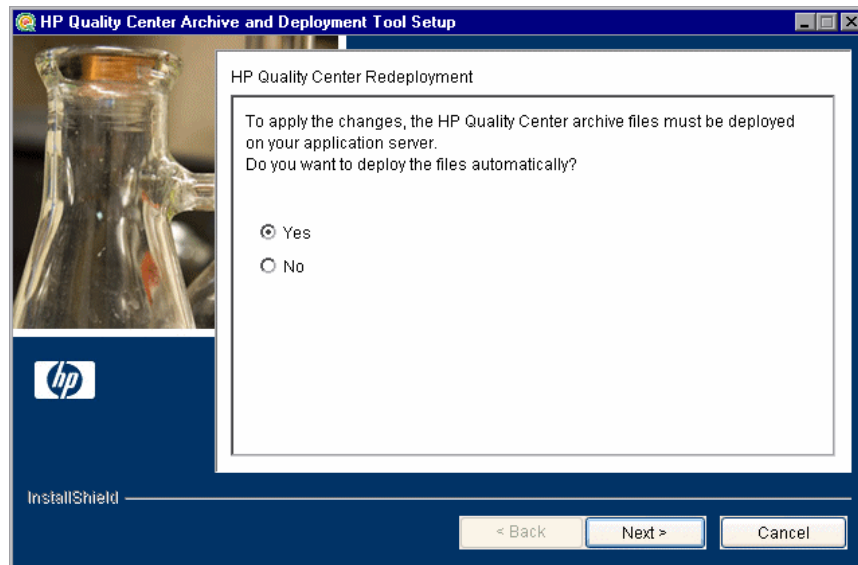 HP Quality Center Archive and Deployment Tool Setup
HP Quality Center Redeployment
To apply the changes, the HP Quality Center archive files must be deployed
on your application server.
Do you want to deploy the files automatically?
Yes
No
hp
InstallShield
< Back
Next >
Cancel